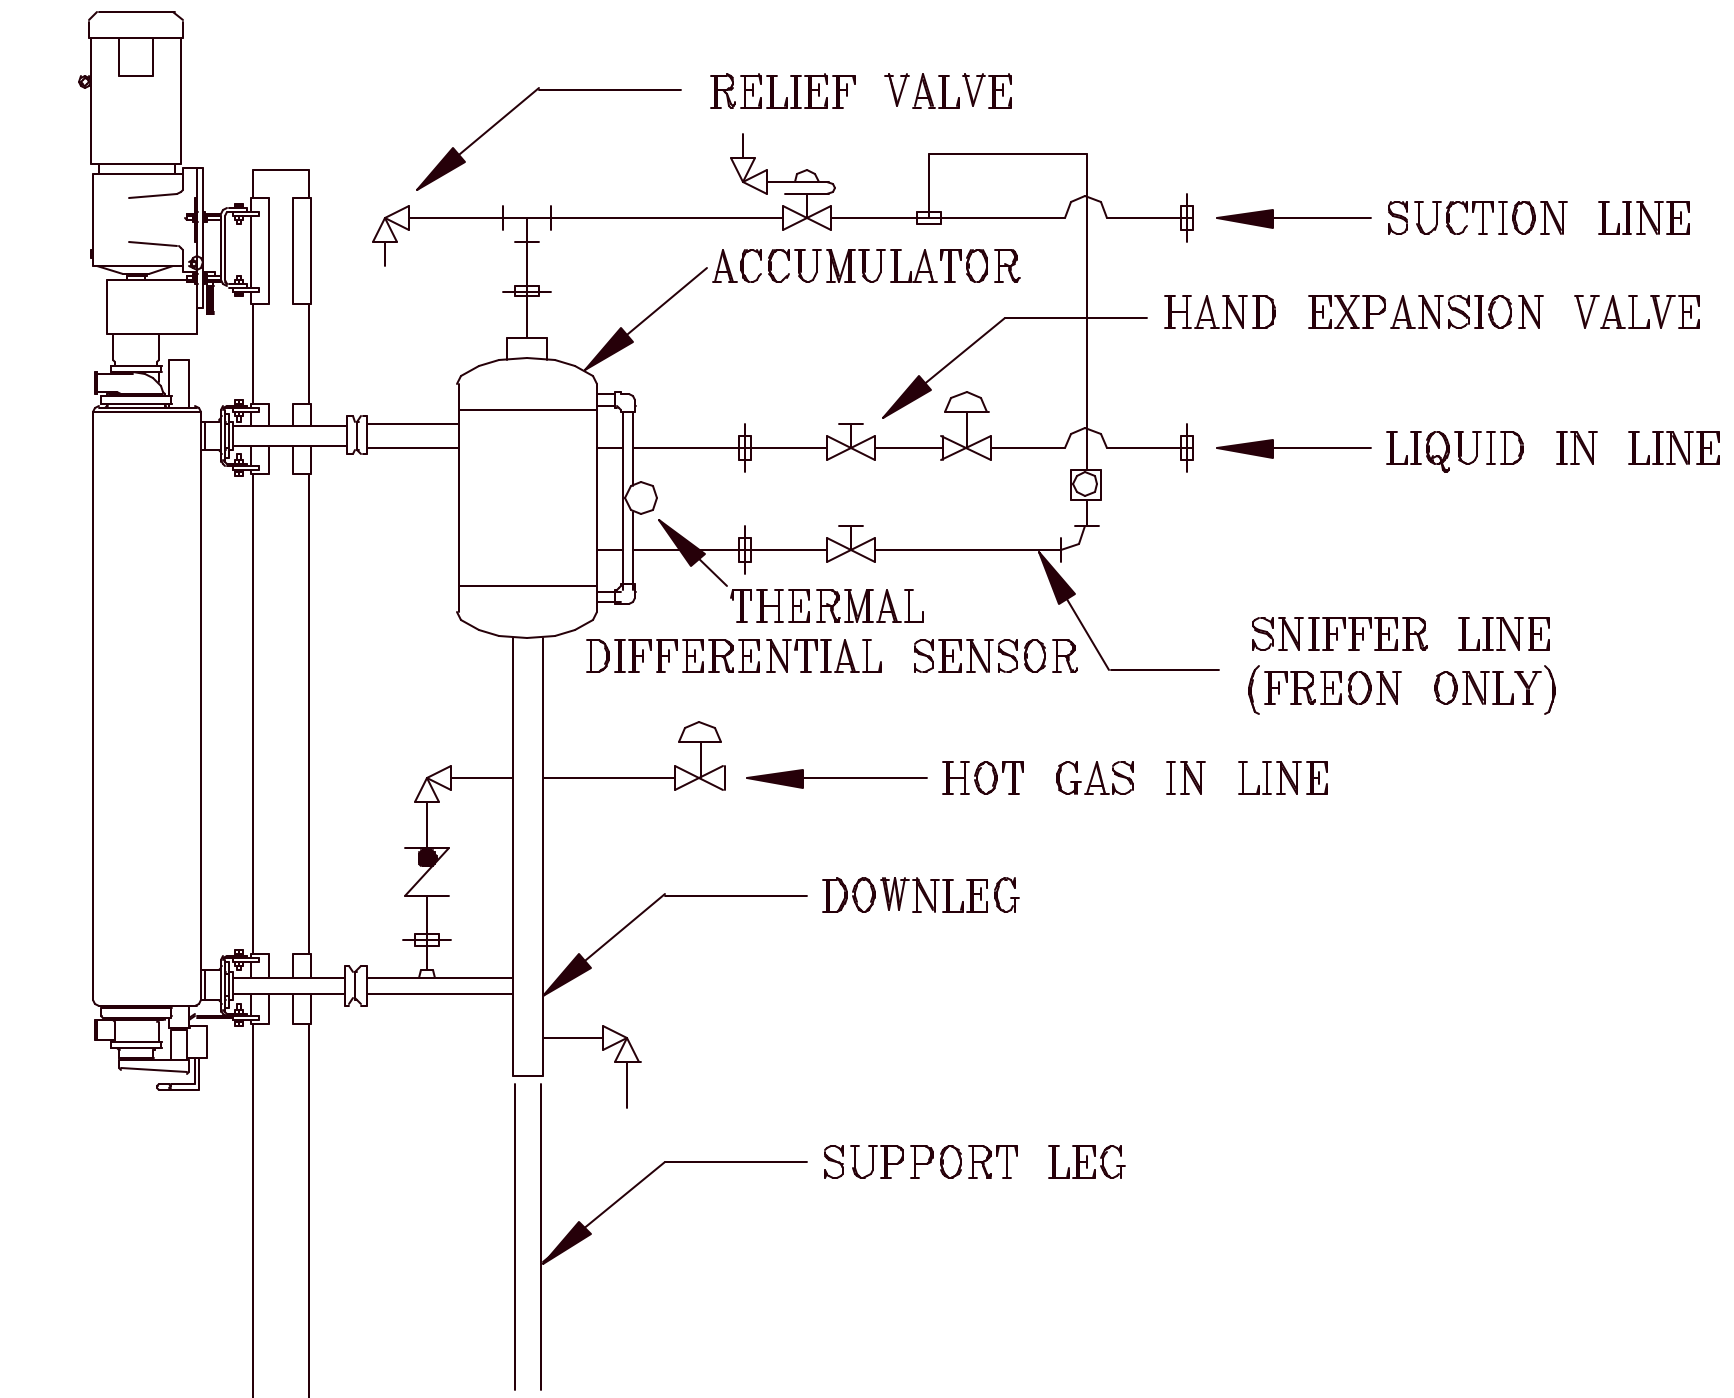 RELIEF VALVE
SUCTION LINE
ACCUMULATOR
HAND EXPANSION VALVE
LIQUID IN LINE
THERMAL
DIFFERENTIAL SENSOR
SNIFFER LINE
(FREON ONLY)
HOT GAS IN LINE
DOWNLEG
SUPPORT LEG